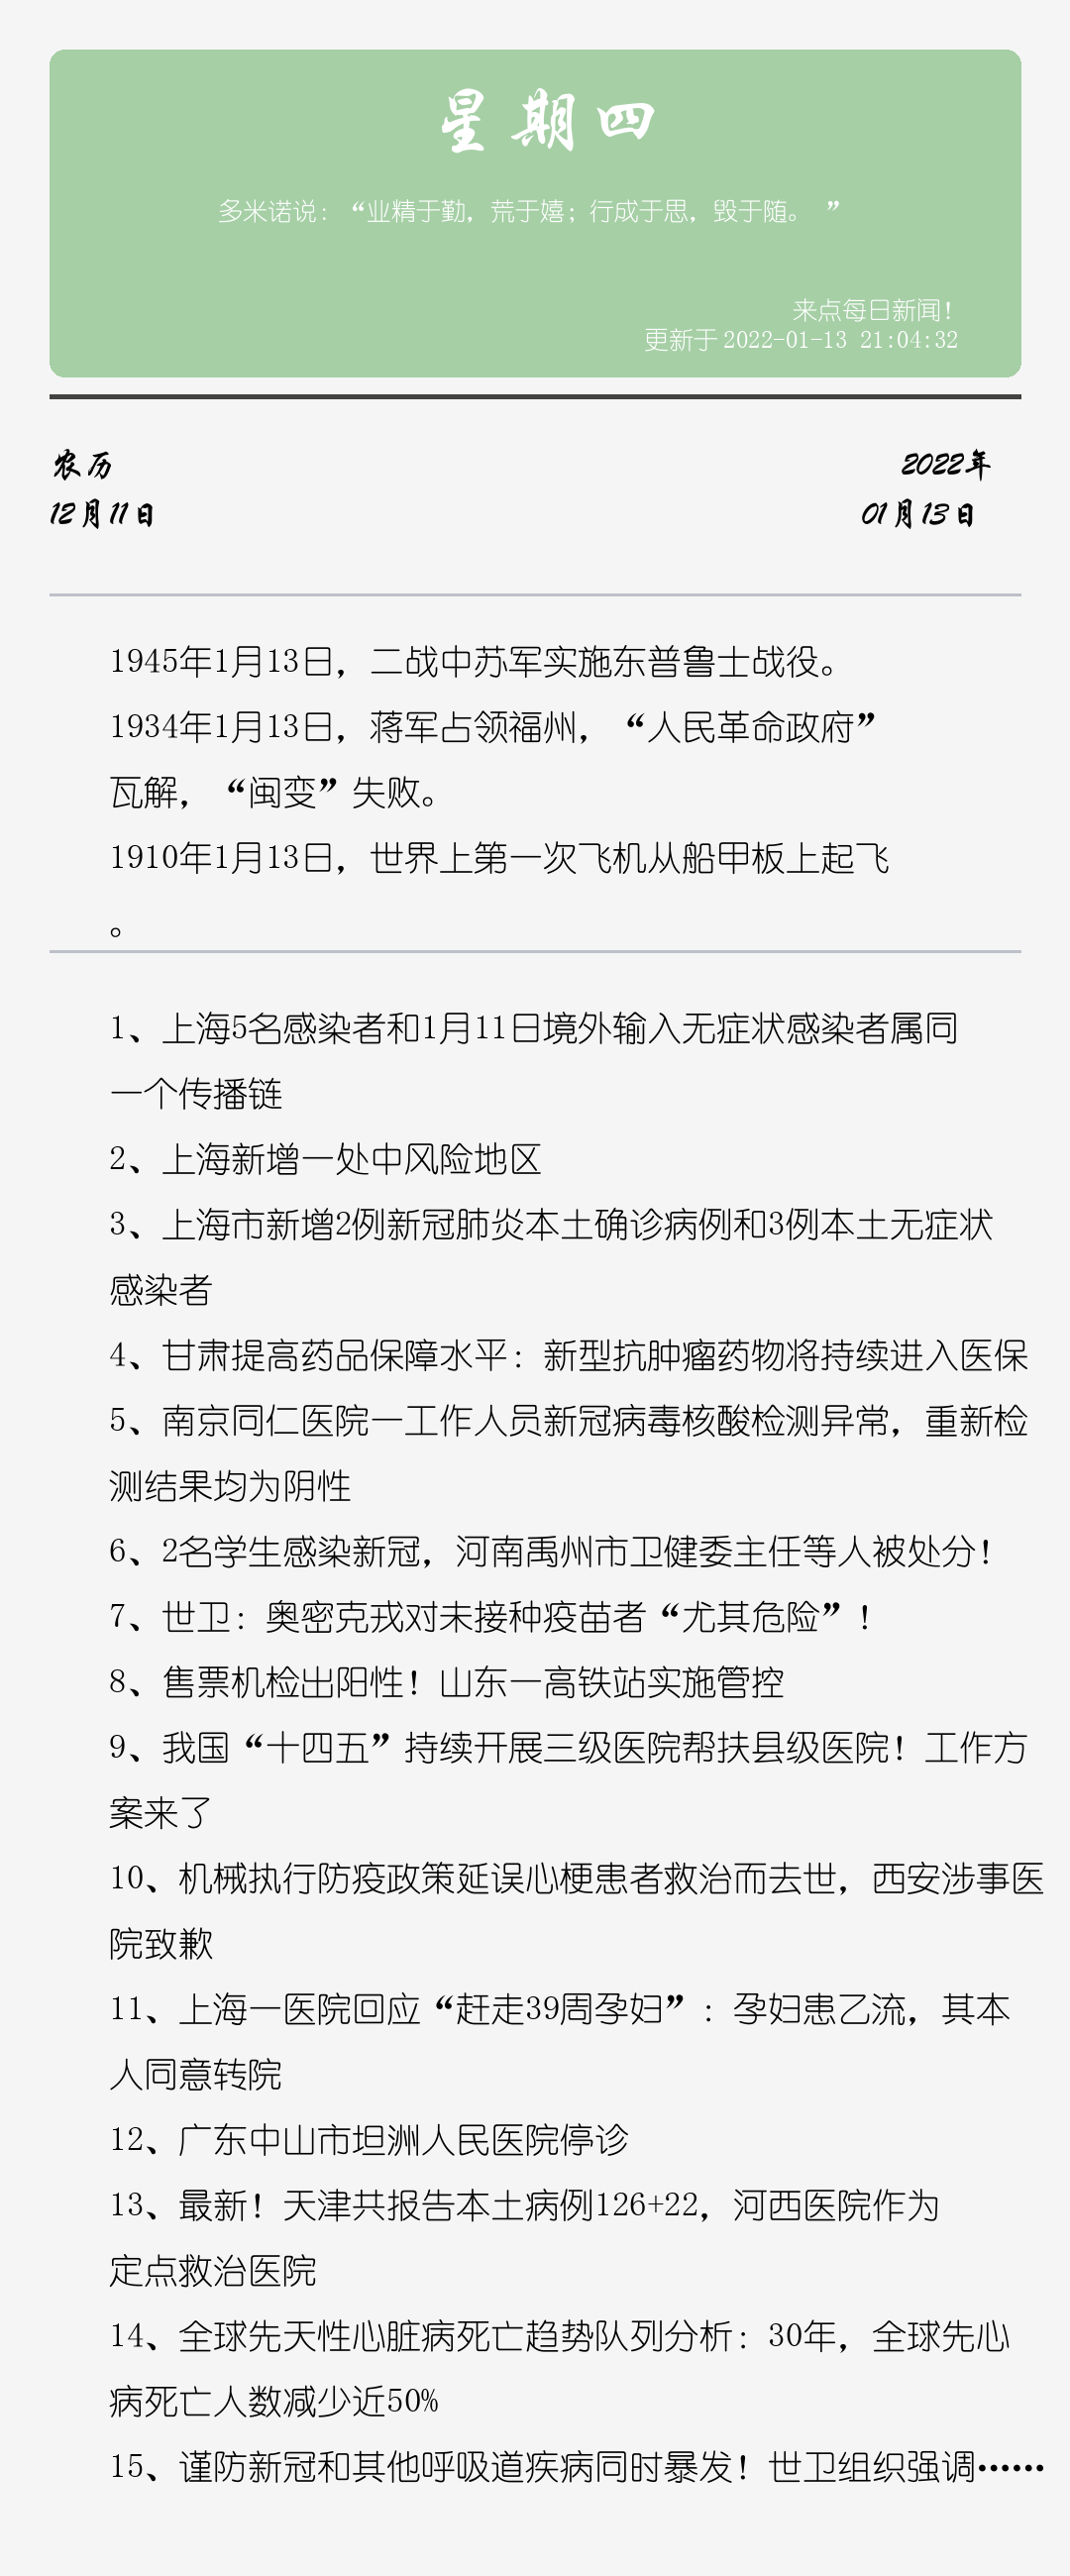 星期四
多米诺说：“业精于勤，荒于嬉；行成于思，毁于随。 ”
来点每日新闻！
更新于 2022-01-13 21:04:32
农历
2022年
12月11日
01月13日
1945年1月13日，二战中苏军实施东普鲁士战役。
1934年1月13日，蒋军占领福州，“人民革命政府”
瓦解，“闽变”失败。
1910年1月13日，世界上第一次飞机从船甲板上起飞
。
1、上海5名感染者和1月11日境外输入无症状感染者属同
一个传播链
2、上海新增一处中风险地区
3、上海市新增2例新冠肺炎本土确诊病例和3例本土无症状
感染者
4、甘肃提高药品保障水平：新型抗肿瘤药物将持续进入医保
5、南京同仁医院一工作人员新冠病毒核酸检测异常，重新检
测结果均为阴性
6、2名学生感染新冠，河南禹州市卫健委主任等人被处分！
7、世卫：奥密克戎对未接种疫苗者“尤其危险”！
8、售票机检出阳性！山东一高铁站实施管控
9、我国“十四五”持续开展三级医院帮扶县级医院！工作方
案来了
10、机械执行防疫政策延误心梗患者救治而去世，西安涉事医
院致歉
11、上海一医院回应“赶走39周孕妇”：孕妇患乙流，其本
人同意转院
12、广东中山市坦洲人民医院停诊
13、最新！天津共报告本土病例126+22，河西医院作为
定点救治医院
14、全球先天性心脏病死亡趋势队列分析：30年，全球先心
病死亡人数减少近50%
15、谨防新冠和其他呼吸道疾病同时暴发！世卫组织强调……